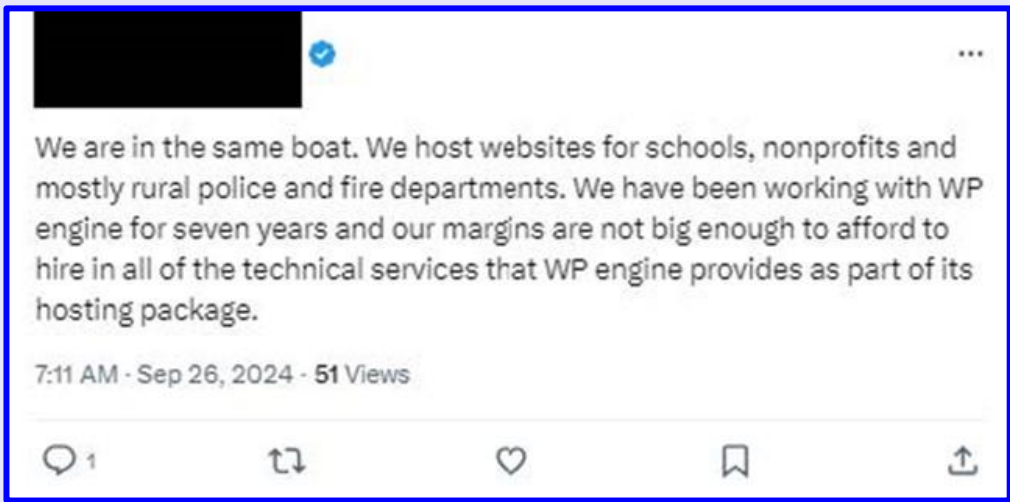 We are in the same boat. We host websites for schools, nonprofits and
mostly rural police and fire departments. We have been working with WP
engine for seven years and our margins are not big enough to afford to
hire in all of the technical services that WP engine provides as part of its
hosting package.
7:11 AM · Sep 26, 2024 · 51 Views
1